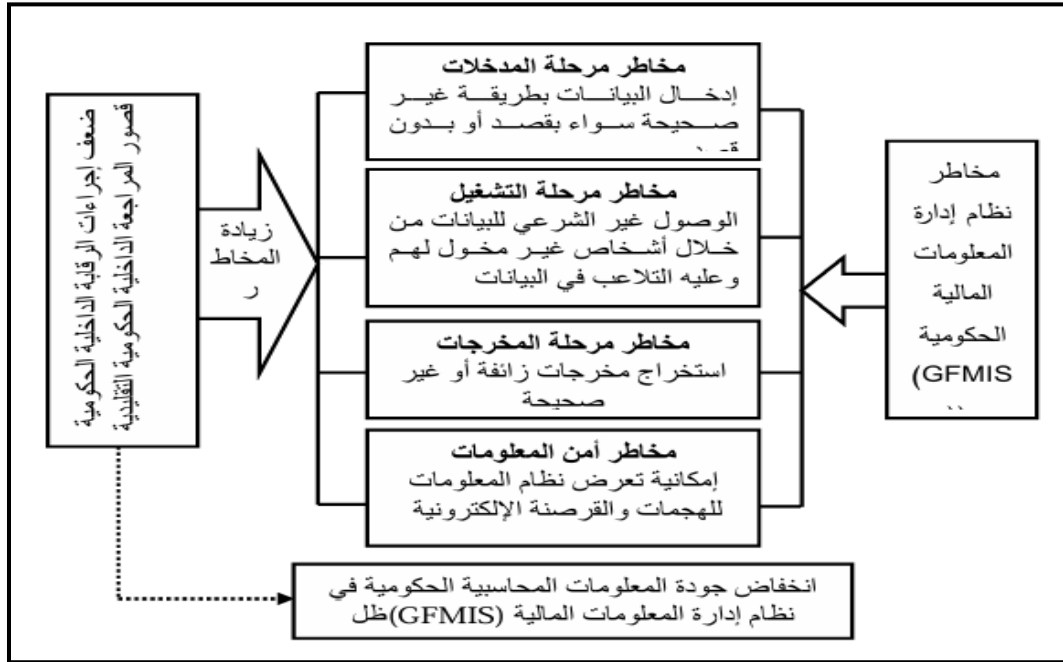 مخاطر
نظام إدارة
المعلومات
المالية
الحكومية
(GFMIS
مخاطر مرحلة المدخلات
إدخال البيانات بطريقة غير
صحيحة سواء بقصد أو بدون
قصد
مخاطر مرحلة التشغيل
الوصول غير الشرعي للبيانات من
خلال أشخاص غير مخول لهم
وعليه التلاعب في البيانات
مخاطر مرحلة المخرجات
استخراج مخرجات زائفة أو غير
صحيحة
مخاطر أمن المعلومات
إمكانية تعرض نظام المعلومات
للهجمات والقرصنة الإلكترونية
زيادة
المخاط
ر
ضعف إجراءات الرقابة الداخلية الحكومية
قصور المراجعة الداخلية الحكومية التقليدية
انخفاض جودة المعلومات المحاسبية الحكومية في
نظام إدارة المعلومات المالية (GFMIS)ظل